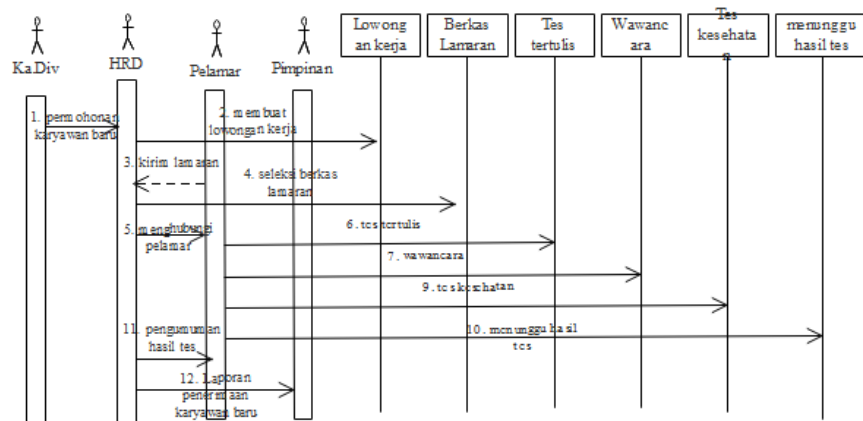 Ka.Div
HRD
Pelamar
Pimpinan
Lowong
an kerja
Berkas
Lamaran
Tes
tertulis
Wawanc
ara
Tes
kesehata
n
menunggu
hasil tes
1. permohonan
karyawan baru
2. membuat
lowongan kerja
3. kirim lamaran
4. seleksi berkas
lamaran
5. menghubungi
pelamar
6. tes tertulis
7. wawancara
9. tes kesehatan
10. menunggu hasil
tes
11. pengumuman
hasil tes
12. Laporan
penerimaan
karyawan baru